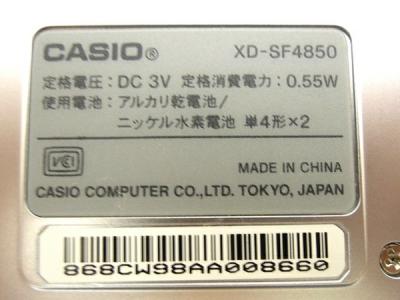 CASIO® XD-SF4850
定格電圧：DC 3V 定格消費電力：0.55W
使用電池：アルカリ乾電池/
ニッケル水素電池 単4形×2
VCI
MADE IN CHINA
CASIO COMPUTER CO.,LTD. TOKYO, JAPAN
868CW98AA008660